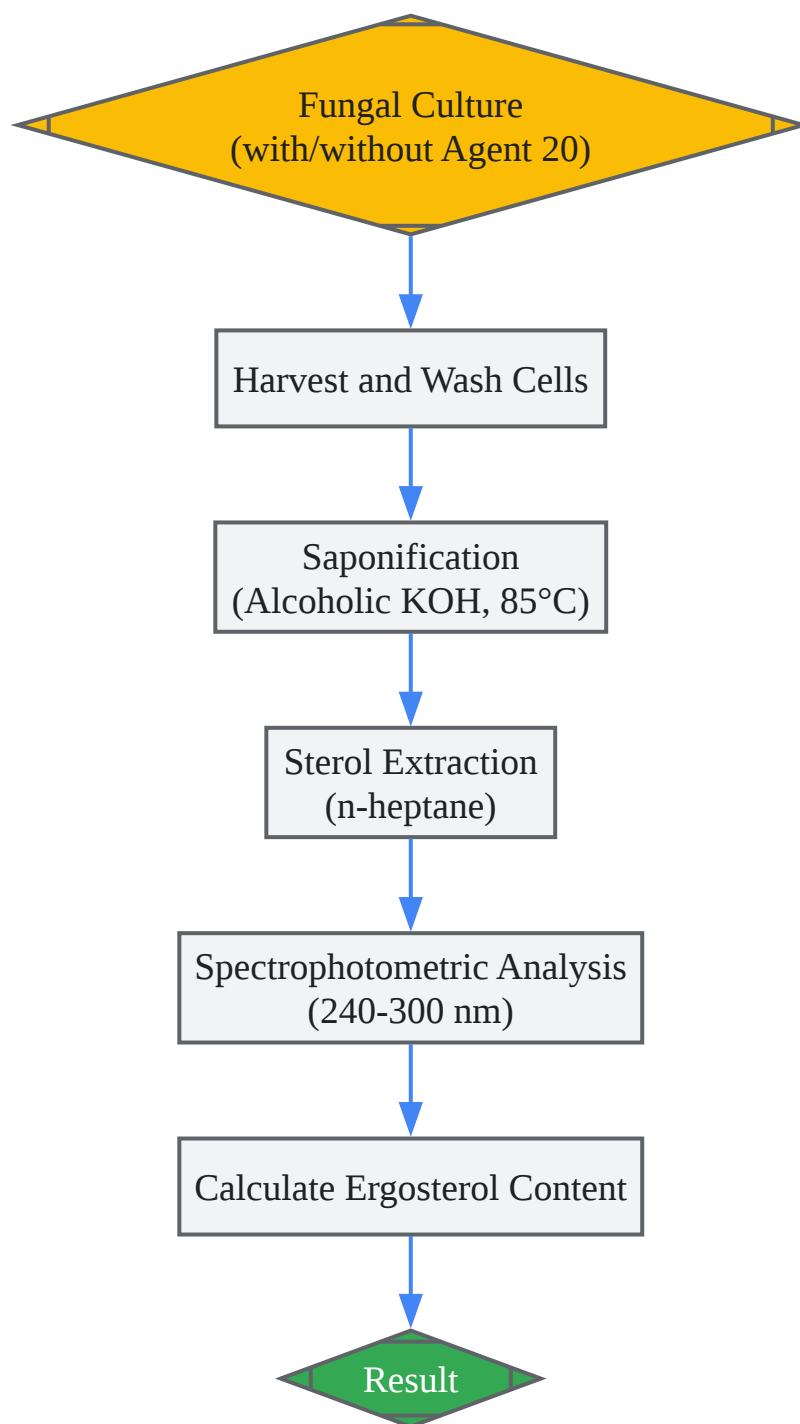 Fungal Culture
(with/without Agent 20)
Harvest and Wash Cells
Saponification
(Alcoholic KOH, 85°C)
Sterol Extraction
(n-heptane)
Spectrophotometric Analysis
(240-300 nm)
Calculate Ergosterol Content
Result